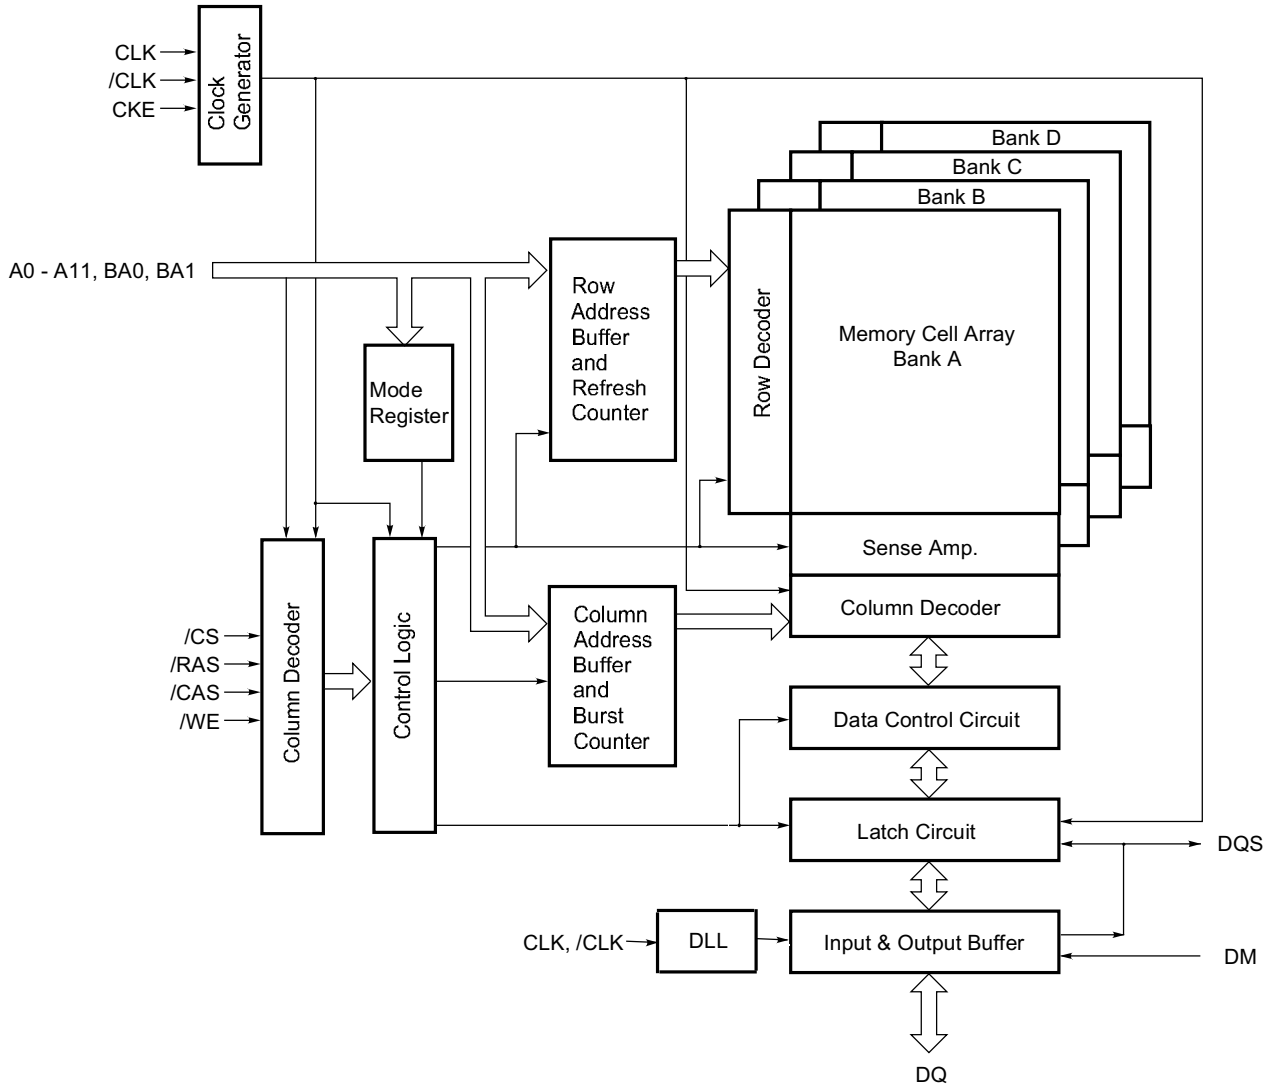 CLK
/CLK
CKE
Clock
Generator
Bank D
Bank C
Bank B
A0 - A11, BA0, BA1
Row
Address
Buffer
and
Refresh
Counter
Row Decoder
Memory Cell Array
Bank A
Mode
Register
Sense Amp.
Column Decoder
/CS
/RAS
/CAS
/WE
Column Decoder
Control Logic
Column
Address
Buffer
and
Burst
Counter
Data Control Circuit
Latch Circuit
DQS
CLK, /CLK
DLL
Input & Output Buffer
DM
DQ